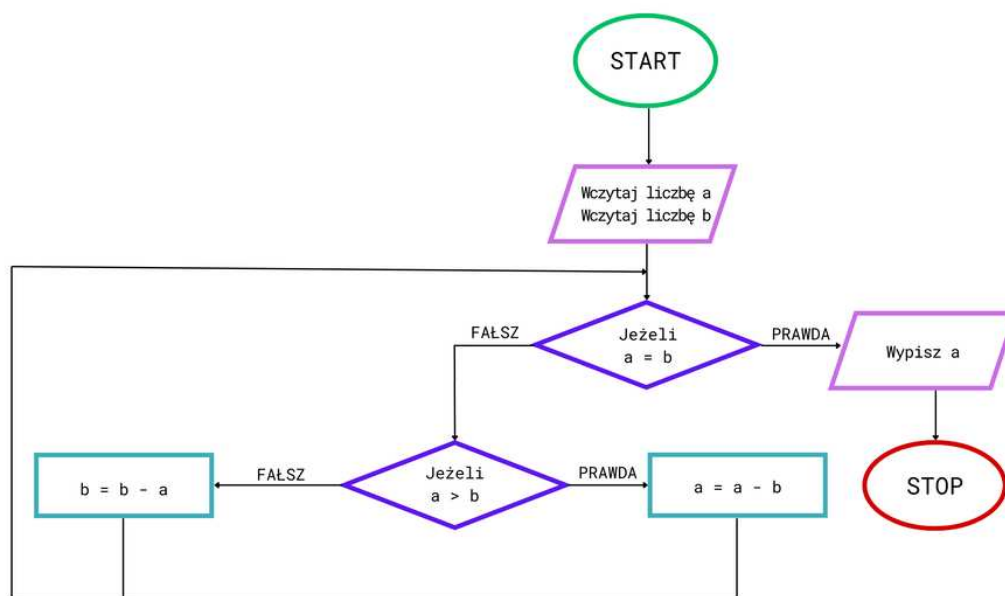 START
Wczytaj liczbę a
Wczytaj liczbę b
FAŁSZ
Jeżeli
a = b
PRAWDA
Wypisz a
b = b - a
FAŁSZ
Jeżeli
a > b
PRAWDA
a = a - b
STOP